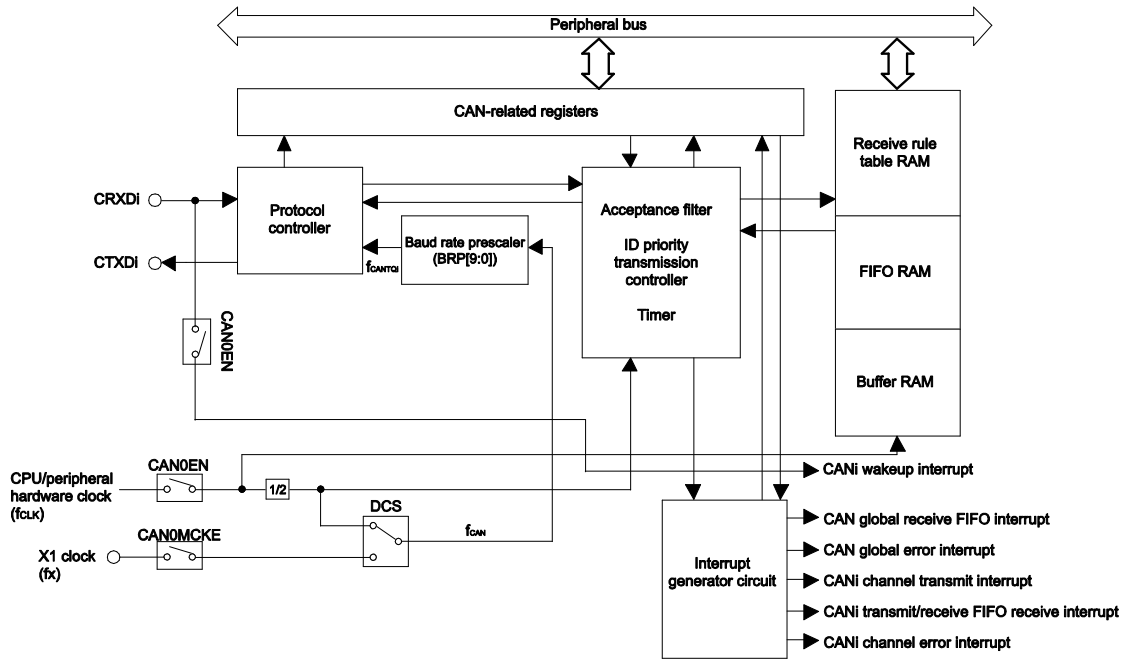 Peripheral bus
CAN-related registers
Receive rule
table RAM
FIFO RAM
Buffer RAM
CRXDi
CTXDi
Protocol
controller
Baud rate prescaler
(BRP[9:0])
fCANTQi
Acceptance filter
ID priority
transmission
controller
Timer
CAN0EN
CPU/peripheral
hardware clock
(fCLK)
CAN0EN
1/2
DCS
fCAN
CAN0MCKE
X1 clock
(fx)
Interrupt
generator circuit
CANi wakeup interrupt
CAN global receive FIFO interrupt
CAN global error interrupt
CANi channel transmit interrupt
CANi transmit/receive FIFO receive interrupt
CANi channel error interrupt